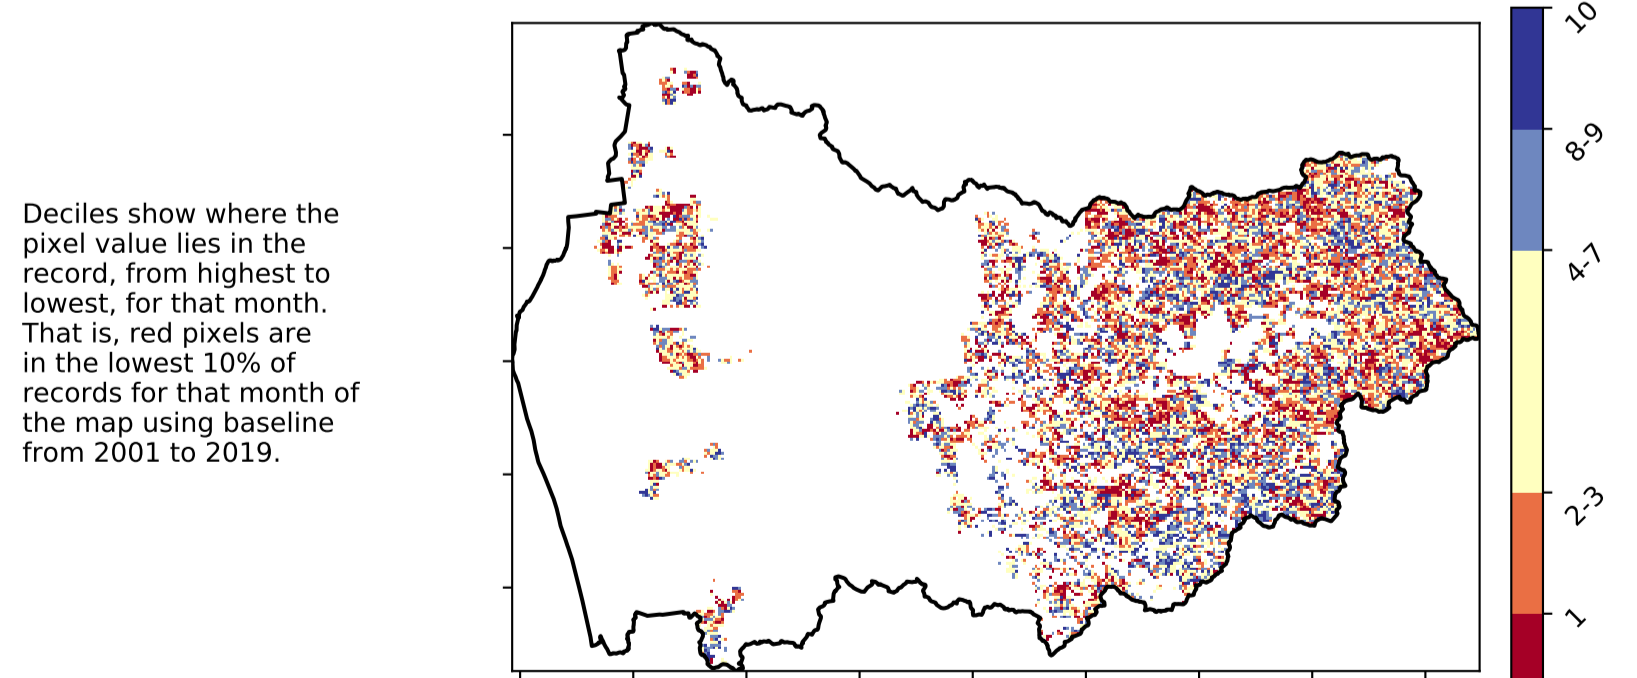 Deciles show where the
pixel value lies in the
record, from highest to
lowest, for that month.
That is, red pixels are
in the lowest 10% of
records for that month of
the map using baseline
from 2001 to 2019.
10
8-9
4-7
2-3
1